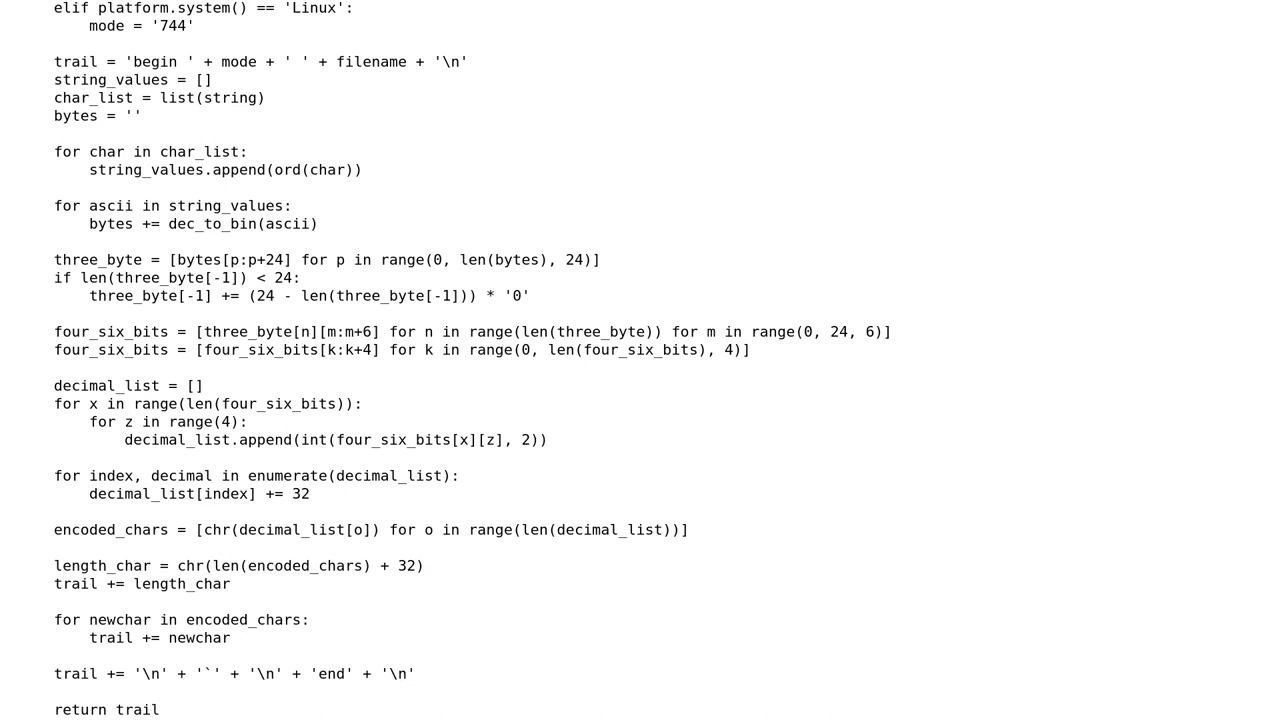 elif platform.system() == 'Linux':
    mode = '744'

trail = 'begin ' + mode + ' ' + filename + '\n'
string_values = []
char_list = list(string)
bytes = ''

for char in char_list:
    string_values.append(ord(char))

for ascii in string_values:
    bytes += dec_to_bin(ascii)

three_byte = [bytes[p:p+24] for p in range(0, len(bytes), 24)]
if len(three_byte[-1]) < 24:
    three_byte[-1] += (24 - len(three_byte[-1])) * '0'

four_six_bits = [three_byte[n][m:m+6] for n in range(len(three_byte)) for m in range(0, 24, 6)]
four_six_bits = [four_six_bits[k:k+4] for k in range(0, len(four_six_bits), 4)]

decimal_list = []
for x in range(len(four_six_bits)):
    for z in range(4):
        decimal_list.append(int(four_six_bits[x][z], 2))

for index, decimal in enumerate(decimal_list):
    decimal_list[index] += 32

encoded_chars = [chr(decimal_list[o]) for o in range(len(decimal_list))]

length_char = chr(len(encoded_chars) + 32)
trail += length_char

for newchar in encoded_chars:
    trail += newchar

trail += '\n' + '`' + '\n' + 'end' + '\n'

return trail